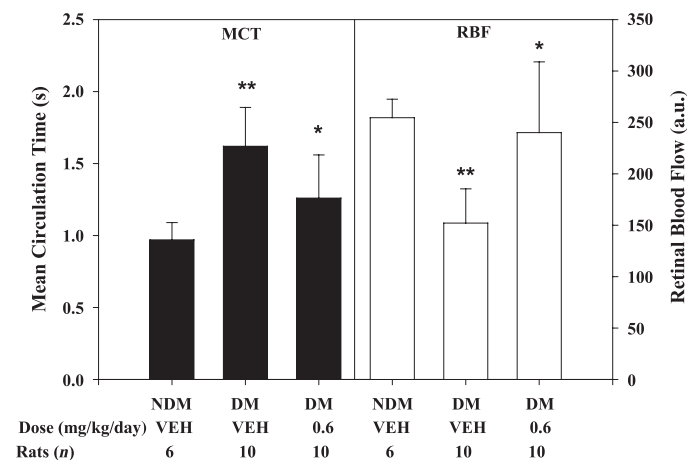 MCT RBF
** * ** *
Mean Circulation Time (s)
2.5
2.0
1.5
1.0
0.5
0.0
Retinal Blood Flow (a.u.)
350
300
250
200
150
100
50
0
NDM DM DM NDM DM DM
Dose (mg/kg/day) VEH VEH 0.6 VEH VEH 0.6
Rats (n) 6 10 10 6 10 10